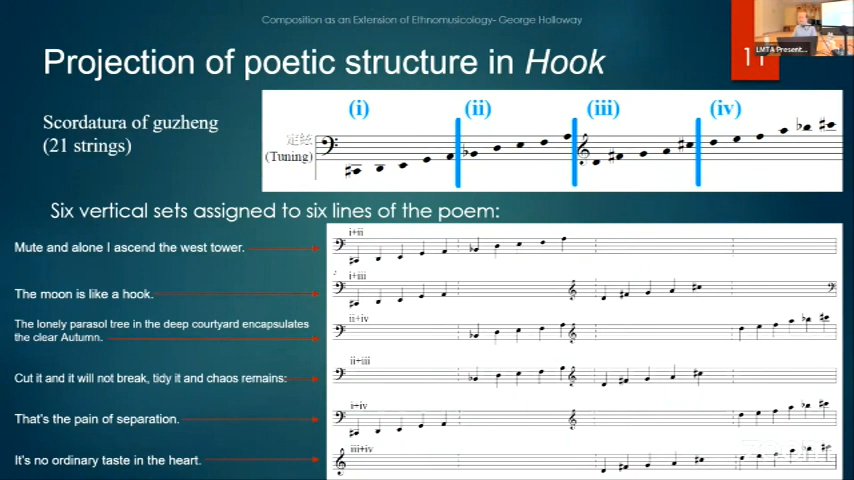 Composition as an Extension of Ethnomusicology- George Holloway
11
LMTA Present...
Projection of poetic structure in Hook
Scordatura of guzheng
(21 strings)
(i)
(ii)
(iii)
(iv)
定絃
(Tuning)
Six vertical sets assigned to six lines of the poem:
Mute and alone I ascend the west tower.
i+ii
The moon is like a hook.
i+iii
The lonely parasol tree in the deep courtyard encapsulates
the clear Autumn.
ii+iv
Cut it and it will not break, tidy it and chaos remains:
ii+iii
That's the pain of separation.
i+iv
It's no ordinary taste in the heart.
iii+iv
zoom